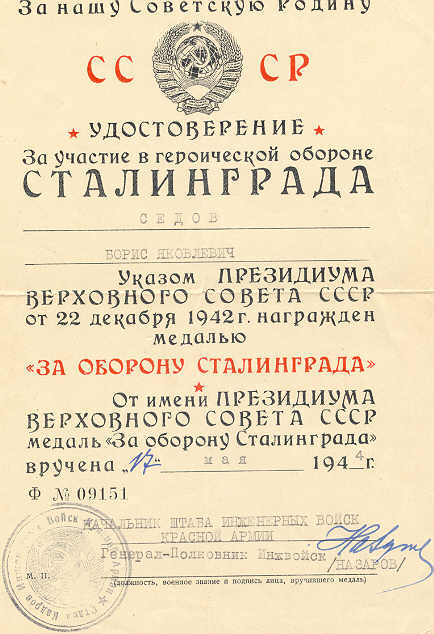 За нашу Советскую Родину
СС СР
УДОСТОВЕРЕНИЕ
За участие в героической обороне
СТАЛИНГРАДА
СЕДОВ
БОРИС ЯКОВЛЕВИЧ
Указом ПРЕЗИДИУМА
ВЕРХОВНОГО СОВЕТА СССР
от 22 декабря 1942 г. награжден
медалью
«ЗА ОБОРОНУ СТАЛИНГРАДА»
От имени ПРЕЗИДИУМА
ВЕРХОВНОГО СОВЕТА СССР
медаль «За оборону Сталинграда»
вручена „17" мая 1944 г.
Ф № 09151
НАЧАЛЬНИК ШТАБА ИНЖЕНЕРНЫХ ВОЙСК
КРАСНОЙ АРМИИ
Генерал-Полковник Инжвойск
/НАЗАРОВ/
М. П.
(должность, военное звание и подпись лица, вручившего медаль)